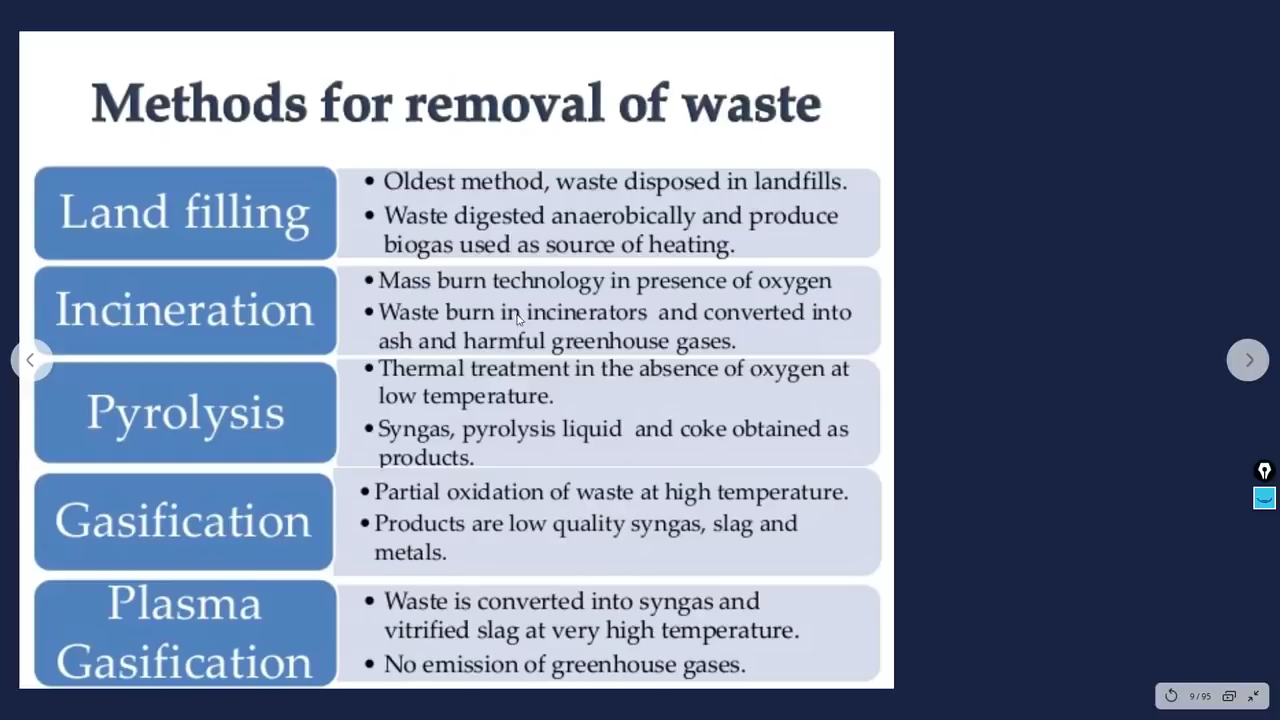 Methods for removal of waste
Land filling
• Oldest method, waste disposed in landfills.
• Waste digested anaerobically and produce
biogas used as source of heating.
Incineration
• Mass burn technology in presence of oxygen
• Waste burn in incinerators and converted into
ash and harmful greenhouse gases.
Pyrolysis
• Thermal treatment in the absence of oxygen at
low temperature.
• Syngas, pyrolysis liquid and coke obtained as
products.
Gasification
• Partial oxidation of waste at high temperature.
• Products are low quality syngas, slag and
metals.
Plasma
Gasification
• Waste is converted into syngas and
vitrified slag at very high temperature.
• No emission of greenhouse gases.
9 / 95